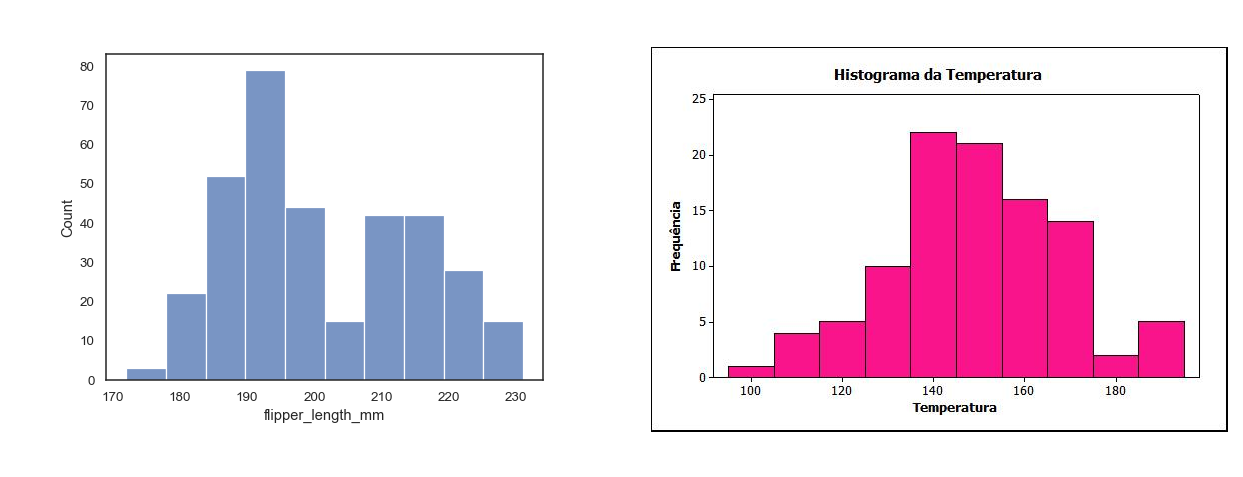 80
70
60
50
40
30
20
10
0
Count
170 180 190 200 210 220 230
flipper_length_mm
Histograma da Temperatura
25
20
15
10
5
0
Frequência
100 120 140 160 180
Temperatura